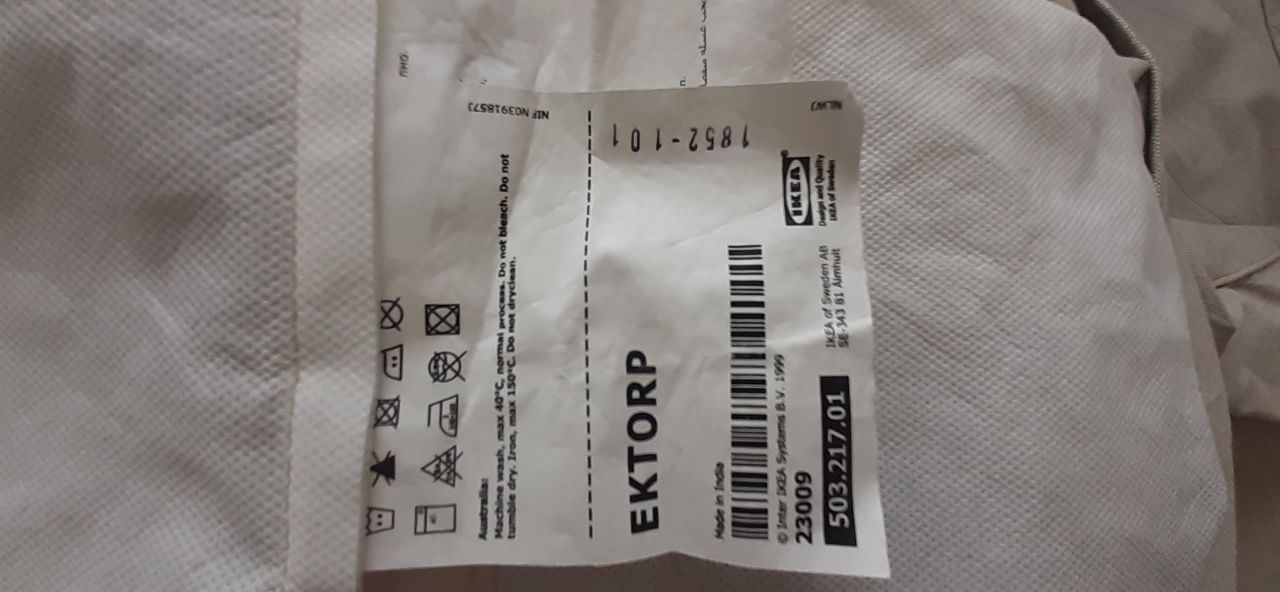 Australia:
Machine wash, max 40°C, normal process. Do not bleach. Do not
tumble dry. Iron, max 150°C. Do not dryclean.
NIF N0391857J
EKTORP
1852-101
Made in India
© Inter IKEA Systems B.V. 1999
23009
503.217.01
IKEA of Sweden AB
SE-343 81 Älmhult
IKEA®
Design and Quality
IKEA of Sweden